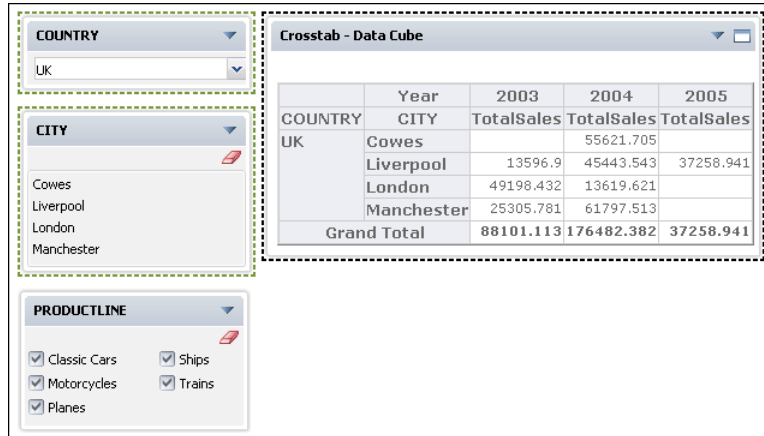 COUNTRY
UK
CITY
Cowes
Liverpool
London
Manchester
PRODUCTLINE
Classic Cars Ships
Motorcycles Trains
Planes
Crosstab - Data Cube
Year 2003 2004 2005
COUNTRY CITY TotalSales TotalSales TotalSales
UK Cowes 55621.705
Liverpool 13596.9 45443.543 37258.941
London 49198.432 13619.621
Manchester 25305.781 61797.513
Grand Total 88101.113 176482.382 37258.941